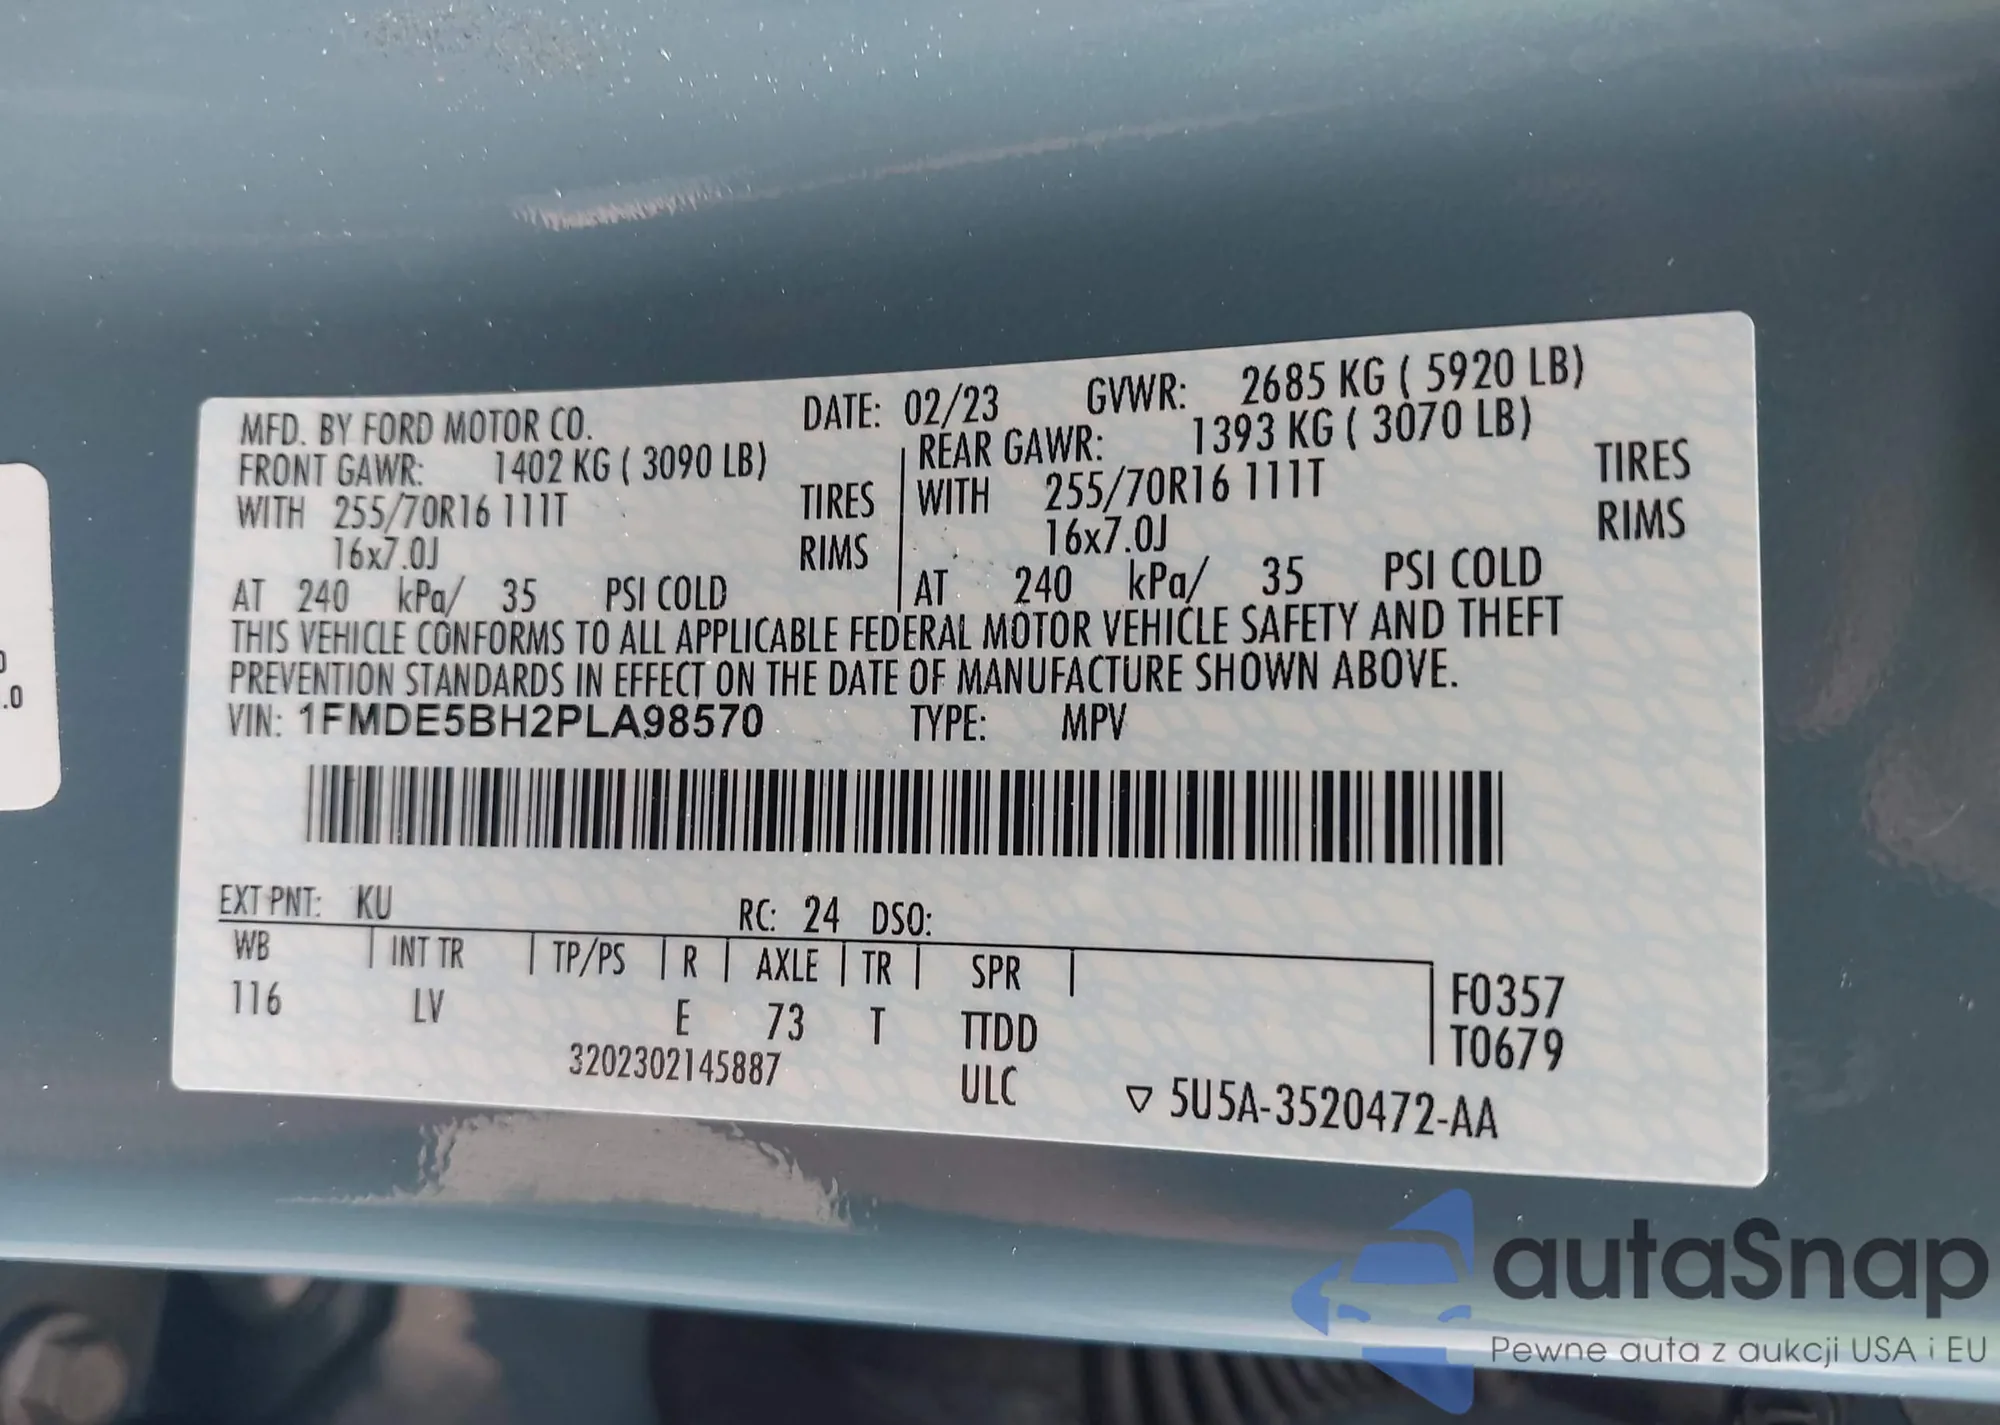 MFD. BY FORD MOTOR CO. DATE: 02/23 GVWR: 2685 KG ( 5920 LB)
FRONT GAWR: 1402 KG ( 3090 LB) REAR GAWR: 1393 KG ( 3070 LB)
WITH 255/70R16 111T TIRES WITH 255/70R16 111T TIRES
16x7.0J RIMS 16x7.0J RIMS
AT 240 kPa/ 35 PSI COLD AT 240 kPa/ 35 PSI COLD
THIS VEHICLE CONFORMS TO ALL APPLICABLE FEDERAL MOTOR VEHICLE SAFETY AND THEFT
PREVENTION STANDARDS IN EFFECT ON THE DATE OF MANUFACTURE SHOWN ABOVE.
VIN: 1FMDE5BH2PLA98570 TYPE: MPV
EXT PNT: KU RC: 24 DSO:
WB INT TR TP/PS R AXLE TR SPR
116 LV E 73 T TTDD
F0357
T0679
3202302145887 ULC
5U5A-3520472-AA
.0
autaSnap
Pewne auta z aukcji USA i EU